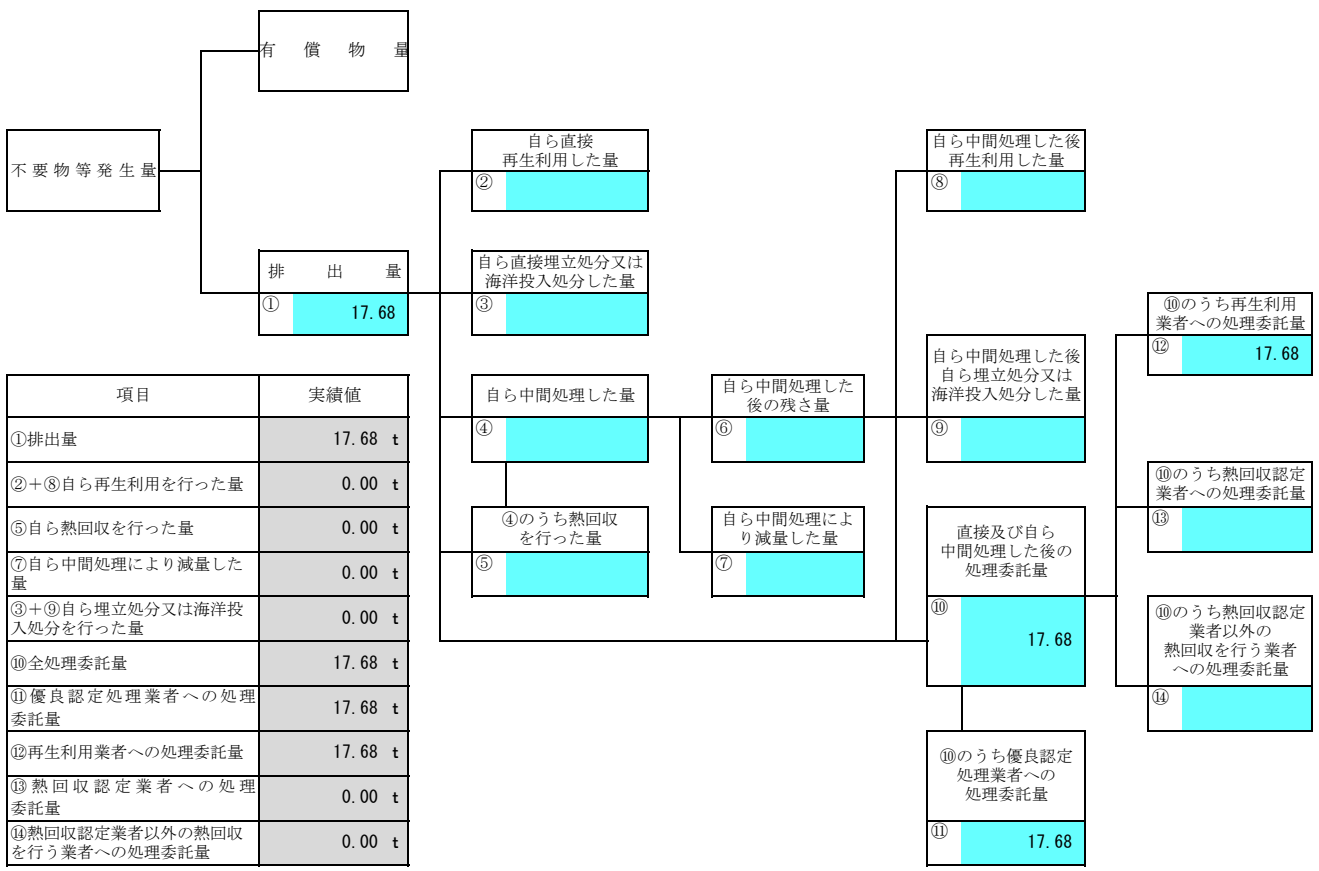 有償物量
不要物等発生量
自ら直接
再生利用した量
②
自ら中間処理した後
再生利用した量
⑧
排出量
①
17.68
自ら直接埋立処分又は
海洋投入処分した量
③
⑩のうち再生利用
業者への処理委託量
⑫
17.68
自ら中間処理した量
④
自ら中間処理した
後の残さ量
⑥
自ら中間処理した後
自ら埋立処分又は
海洋投入処分した量
⑨
⑩のうち熱回収認定
業者への処理委託量
⑬
④のうち熱回収
を行った量
⑤
自ら中間処理によ
り減量した量
⑦
直接及び自ら
中間処理した後の
処理委託量
⑩
17.68
⑩のうち熱回収認定
業者以外の
熱回収を行う業者
への処理委託量
⑭
⑩のうち優良認定
処理業者への
処理委託量
⑪
17.68
項目 実績値
①排出量 17.68 t
②＋⑧自ら再生利用を行った量 0.00 t
⑤自ら熱回収を行った量 0.00 t
⑦自ら中間処理により減量した
量
0.00 t
③＋⑨自ら埋立処分又は海洋投
入処分を行った量
0.00 t
⑩全処理委託量 17.68 t
⑪優良認定処理業者への処理
委託量
17.68 t
⑫再生利用業者への処理委託量 17.68 t
⑬熱回収認定業者への処理
委託量
0.00 t
⑭熱回収認定業者以外の熱回収
を行う業者への処理委託量
0.00 t